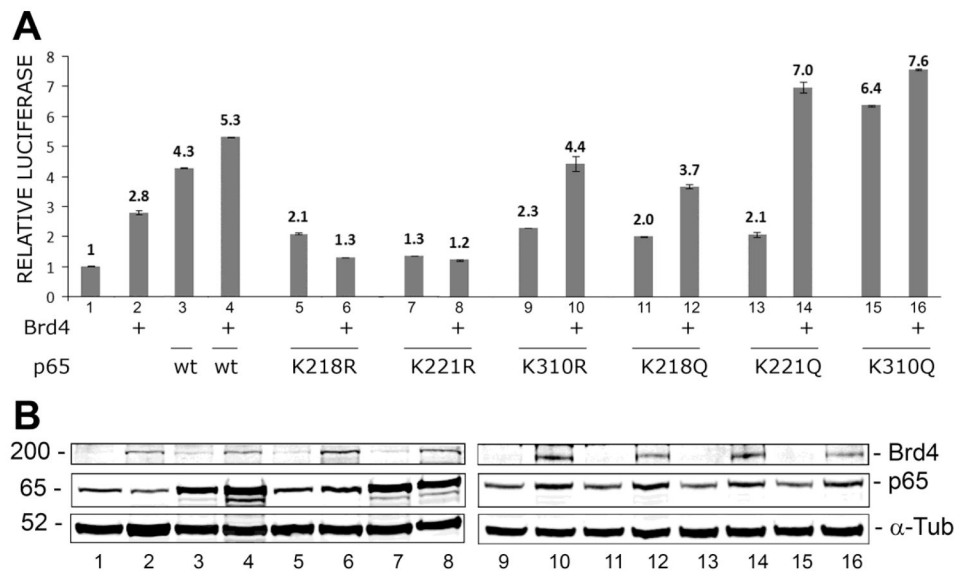 A
RELATIVE LUCIFERASE
8
7
6
5
4
3
2
1
0
1
2.8
4.3
5.3
2.1
1.3
1.3
1.2
2.3
4.4
2.0
3.7
2.1
7.0
6.4
7.6
1 2 3 4 5 6 7 8 9 10 11 12 13 14 15 16
Brd4 + + + + + + + +
p65 wt wt K218R K221R K310R K218Q K221Q K310Q
B
200 - - Brd4
65 - - p65
52 - - α-Tub
1 2 3 4 5 6 7 8 9 10 11 12 13 14 15 16